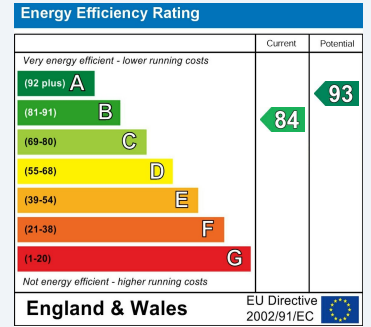 Energy Efficiency Rating
Current Potential
Very energy efficient - lower running costs
(92 plus) A
93
(81-91) B
84
(69-80) C
(55-68) D
(39-54) E
(21-38) F
(1-20) G
Not energy efficient - higher running costs
England & Wales
EU Directive
2002/91/EC